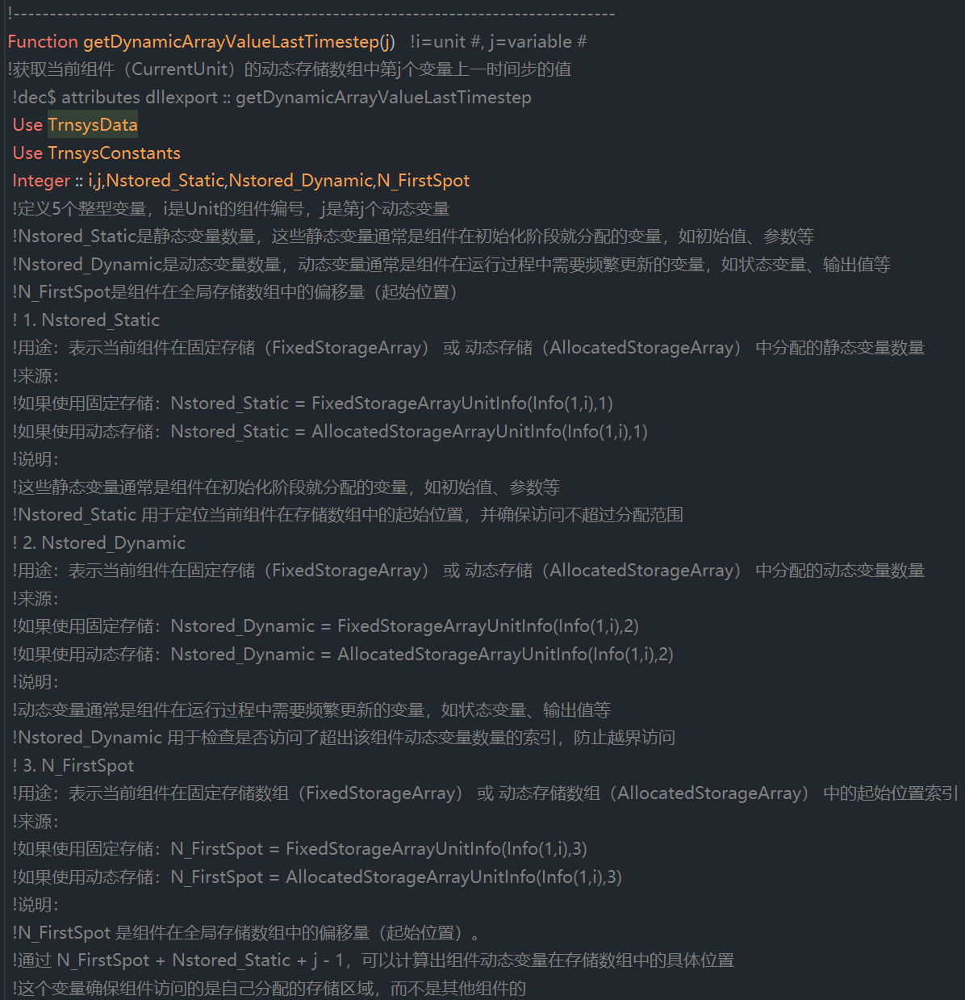 !-----------------------------------------------------------------------------------
Function getDynamicArrayValueLastTimestep(j)   !i=unit #, j=variable #
!获取当前组件（CurrentUnit）的动态存储数组中第j个变量上一时间步的值
!dec$ attributes dllexport :: getDynamicArrayValueLastTimestep
Use TrnsysData
Use TrnsysConstants
Integer :: i,j,Nstored_Static,Nstored_Dynamic,N_FirstSpot
!定义5个整型变量，i是Unit的组件编号，j是第j个动态变量
!Nstored_Static是静态变量数量，这些静态变量通常是组件在初始化阶段就分配的变量，如初始值、参数等
!Nstored_Dynamic是动态变量数量，动态变量通常是组件在运行过程中需要频繁更新的变量，如状态变量、输出值等
!N_FirstSpot是组件在全局存储数组中的偏移量（起始位置）
! 1. Nstored_Static
!用途：表示当前组件在固定存储（FixedStorageArray） 或 动态存储（AllocatedStorageArray） 中分配的静态变量数量
!来源：
!如果使用固定存储：Nstored_Static = FixedStorageArrayUnitInfo(Info(1,i),1)
!如果使用动态存储：Nstored_Static = AllocatedStorageArrayUnitInfo(Info(1,i),1)
!说明：
!这些静态变量通常是组件在初始化阶段就分配的变量，如初始值、参数等
!Nstored_Static 用于定位当前组件在存储数组中的起始位置，并确保访问不超过分配范围
! 2. Nstored_Dynamic
!用途：表示当前组件在固定存储（FixedStorageArray） 或 动态存储（AllocatedStorageArray） 中分配的动态变量数量
!来源：
!如果使用固定存储：Nstored_Dynamic = FixedStorageArrayUnitInfo(Info(1,i),2)
!如果使用动态存储：Nstored_Dynamic = AllocatedStorageArrayUnitInfo(Info(1,i),2)
!说明：
!动态变量通常是组件在运行过程中需要频繁更新的变量，如状态变量、输出值等
!Nstored_Dynamic 用于检查是否访问了超出该组件动态变量数量的索引，防止越界访问
! 3. N_FirstSpot
!用途：表示当前组件在固定存储数组（FixedStorageArray） 或 动态存储数组（AllocatedStorageArray） 中的起始位置索引
!来源：
!如果使用固定存储：N_FirstSpot = FixedStorageArrayUnitInfo(Info(1,i),3)
!如果使用动态存储：N_FirstSpot = AllocatedStorageArrayUnitInfo(Info(1,i),3)
!说明：
!N_FirstSpot 是组件在全局存储数组中的偏移量（起始位置）。
!通过 N_FirstSpot + Nstored_Static + j - 1，可以计算出组件动态变量在存储数组中的具体位置
!这个变量确保组件访问的是自己分配的存储区域，而不是其他组件的